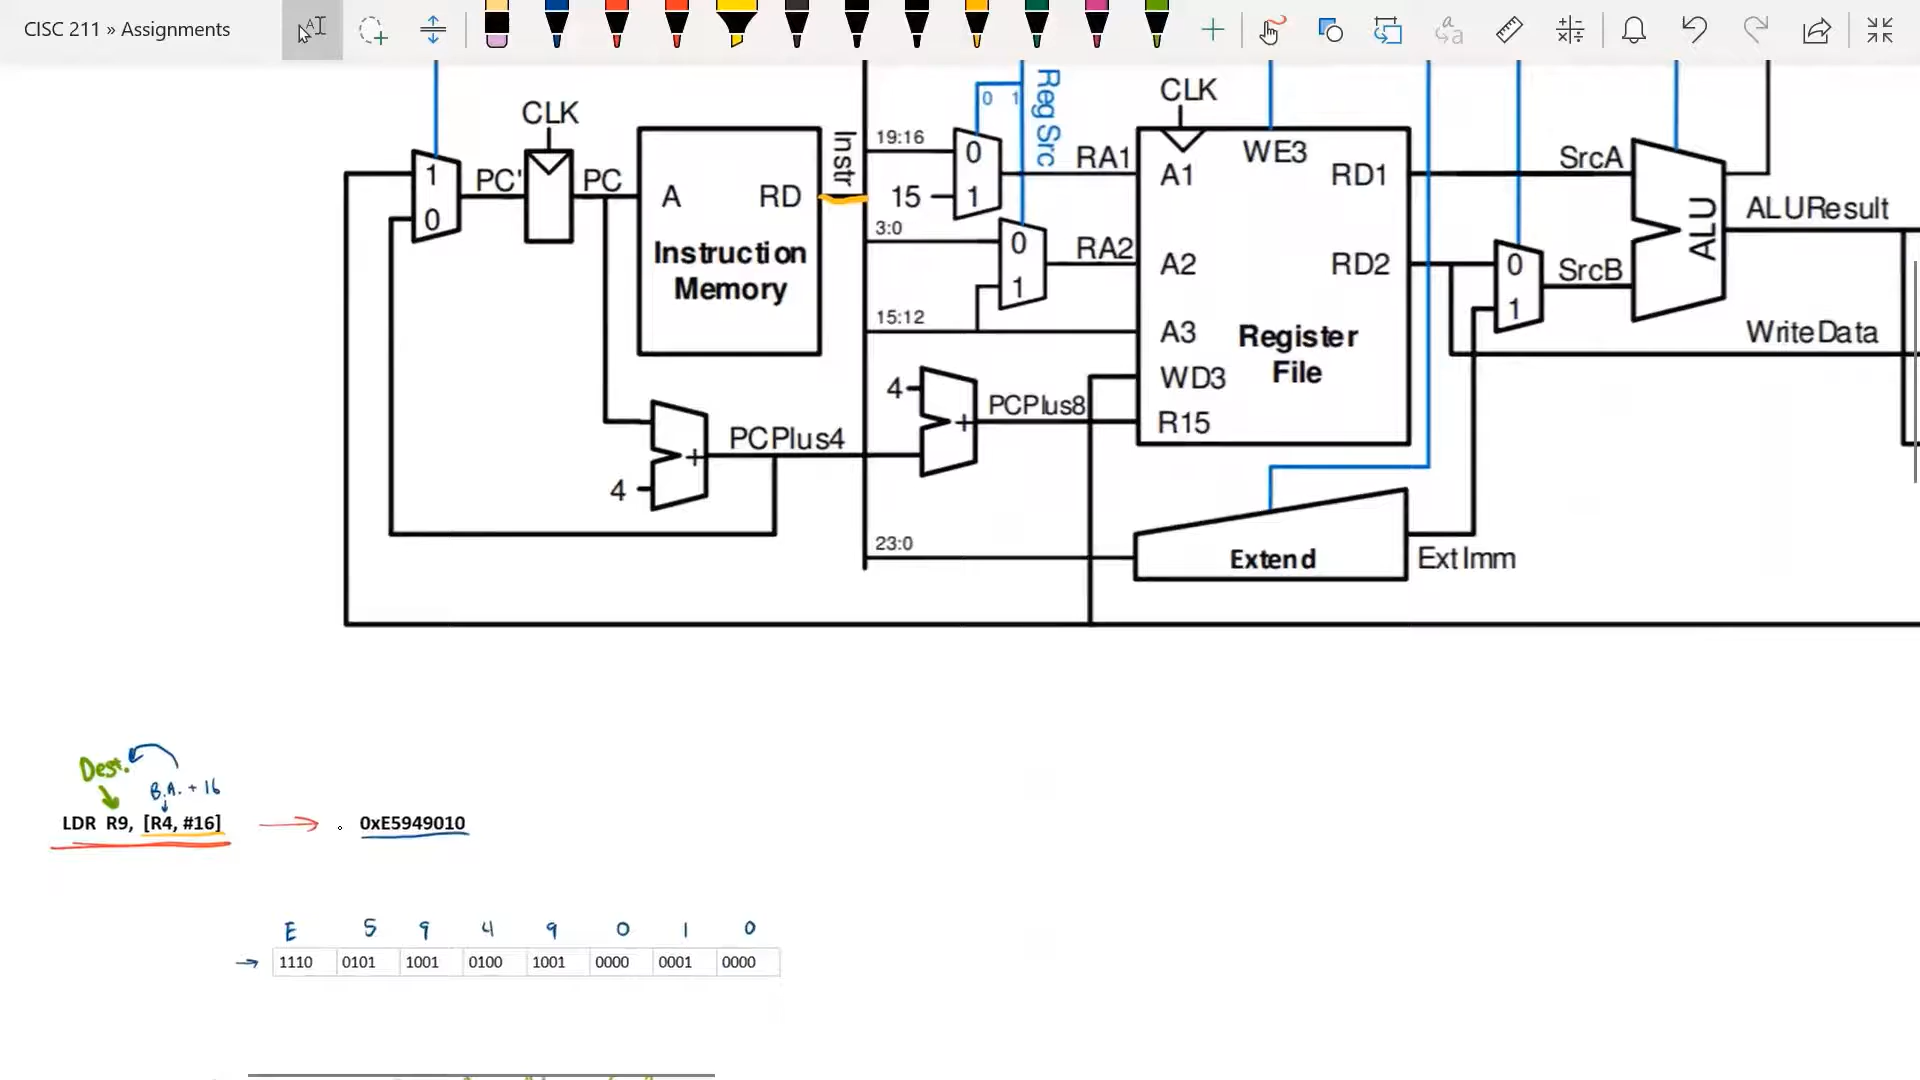 CISC 211 » Assignments
CLK
CLK
0 1
RegSrc
PC'
PC
1
0
A
RD
Instruction
Memory
Instr
19:16
15
0
1
RA1
3:0
0
1
RA2
15:12
A1
A2
A3
WD3
R15
WE3
RD1
RD2
Register
File
SrcA
0
1
SrcB
ALU
ALUResult
WriteData
4
+
PCPlus8
PCPlus4
+
4
23:0
Extend
ExtImm
Dest.
B.A. + 16
LDR R9, [R4, #16]
0xE5949010
E 5 9 4 9 0 1 0
1110 0101 1001 0100 1001 0000 0001 0000